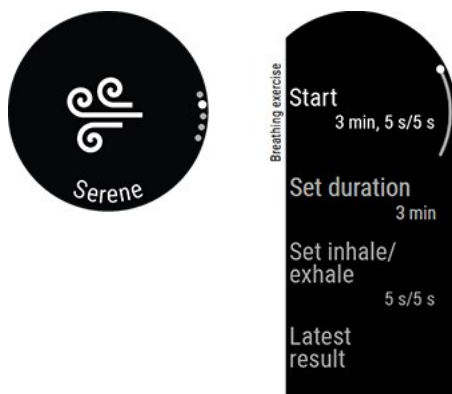 Serene
Breathing exercise
Start
3 min, 5 s/5 s
Set duration
3 min
Set inhale/
exhale
5 s/5 s
Latest
result